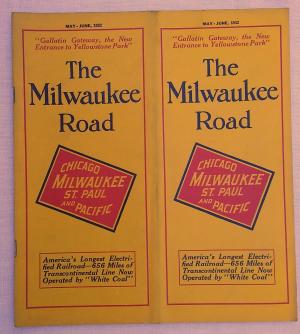 MAY - JUNE, 1932
"Gallatin Gateway, the New
Entrance to Yellowstone Park"
The
Milwaukee
Road
CHICAGO
MILWAUKEE
ST. PAUL
AND PACIFIC
America's Longest Electri-
fied Railroad—656 Miles of
Transcontinental Line Now
Operated by "White Coal"
MAY - JUNE, 1932
"Gallatin Gateway, the New
Entrance to Yellowstone Park"
The
Milwaukee
Road
CHICAGO
MILWAUKEE
ST. PAUL
AND PACIFIC
America's Longest Electri-
fied Railroad—656 Miles of
Transcontinental Line Now
Operated by "White Coal"